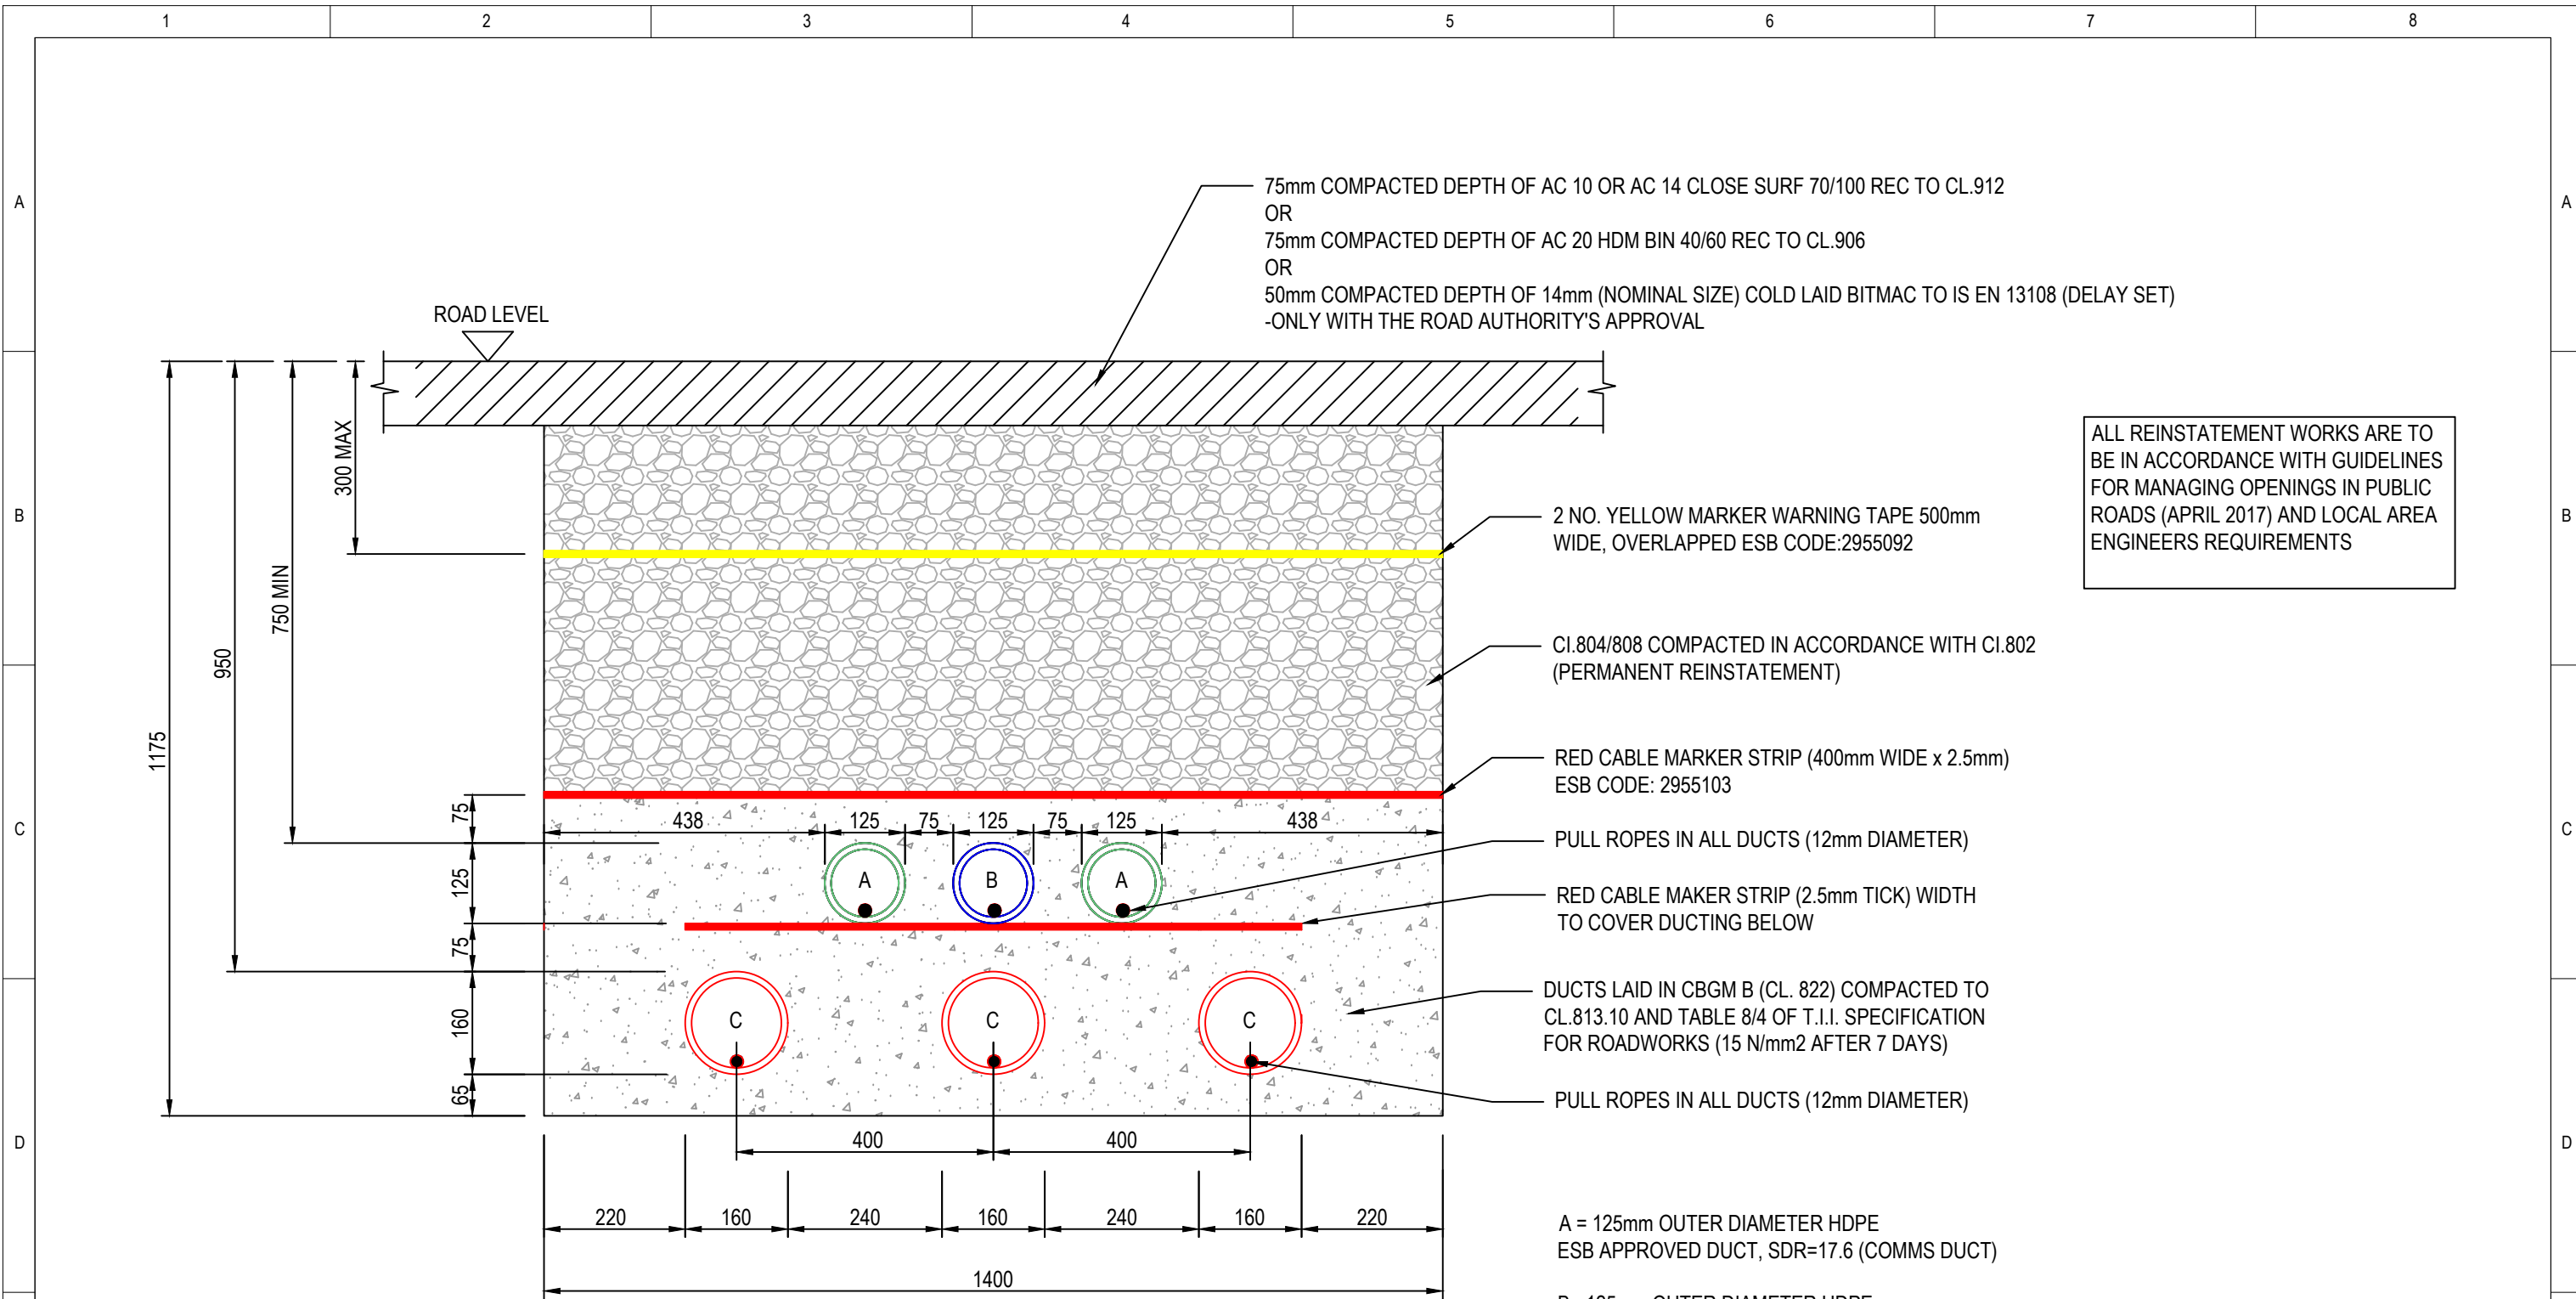 1 2 3 4 5 6 7 8
A A
75mm COMPACTED DEPTH OF AC 10 OR AC 14 CLOSE SURF 70/100 REC TO CL.912
OR
75mm COMPACTED DEPTH OF AC 20 HDM BIN 40/60 REC TO CL.906
OR
50mm COMPACTED DEPTH OF 14mm (NOMINAL SIZE) COLD LAID BITMAC TO IS EN 13108 (DELAY SET)
-ONLY WITH THE ROAD AUTHORITY'S APPROVAL
ROAD LEVEL
ALL REINSTATEMENT WORKS ARE TO
BE IN ACCORDANCE WITH GUIDELINES
FOR MANAGING OPENINGS IN PUBLIC
ROADS (APRIL 2017) AND LOCAL AREA
ENGINEERS REQUIREMENTS
300 MAX
B B
2 NO. YELLOW MARKER WARNING TAPE 500mm
WIDE, OVERLAPPED ESB CODE:2955092
750 MIN
950
1175
CI.804/808 COMPACTED IN ACCORDANCE WITH CI.802
(PERMANENT REINSTATEMENT)
RED CABLE MARKER STRIP (400mm WIDE x 2.5mm)
ESB CODE: 2955103
C C
75
438 125 75 125 75 125 438
PULL ROPES IN ALL DUCTS (12mm DIAMETER)
125
A B A
RED CABLE MAKER STRIP (2.5mm TICK) WIDTH
TO COVER DUCTING BELOW
75
160
C C C
DUCTS LAID IN CBGM B (CL. 822) COMPACTED TO
CL.813.10 AND TABLE 8/4 OF T.I.I. SPECIFICATION
FOR ROADWORKS (15 N/mm2 AFTER 7 DAYS)
65
PULL ROPES IN ALL DUCTS (12mm DIAMETER)
D D
400 400
220 160 240 160 240 160 220
A = 125mm OUTER DIAMETER HDPE
ESB APPROVED DUCT, SDR=17.6 (COMMS DUCT)
1400